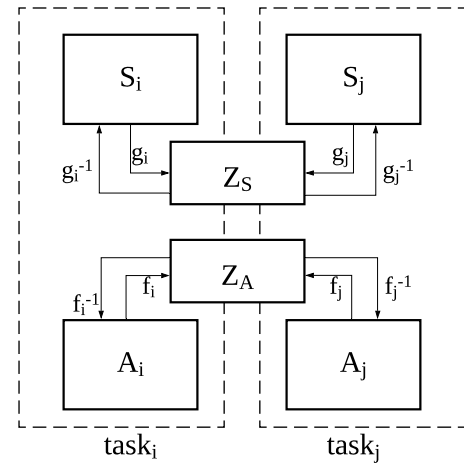 Sᵢ Sⱼ
gᵢ gⱼ
gᵢ⁻¹ Z_S gⱼ⁻¹
Z_A
fᵢ⁻¹ fᵢ fⱼ fⱼ⁻¹
Aᵢ Aⱼ
taskᵢ taskⱼ